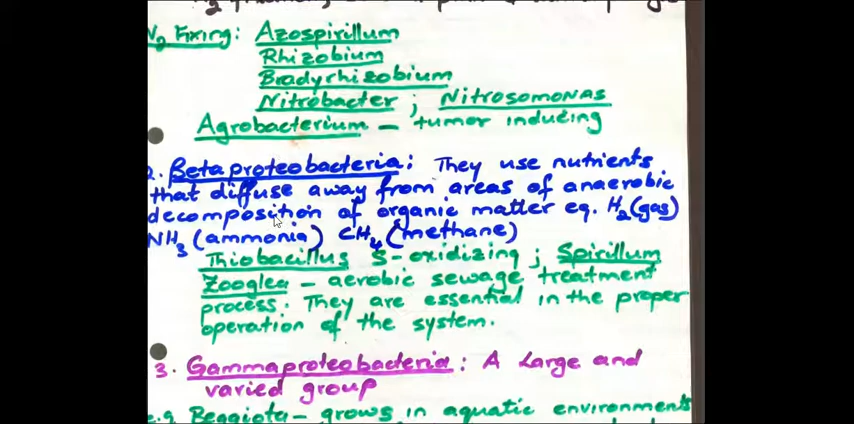 N₂ Fixing: Azospirillum
Rhizobium
Bradyrhizobium
Nitrobacter ; Nitrosomonas
Agrobacterium – tumor inducing
2. Betaproteobacteria: They use nutrients
that diffuse away from areas of anaerobic
decomposition of organic matter eg. H₂(gas)
NH₃ (ammonia) CH₄ (methane)
Thiobacillus S-oxidizing ; Spirillum
Zooglea – aerobic sewage treatment
process. They are essential in the proper
operation of the system.
3. Gammaproteobacteria: A Large and
varied group
e.g Beggiota – grows in aquatic environments